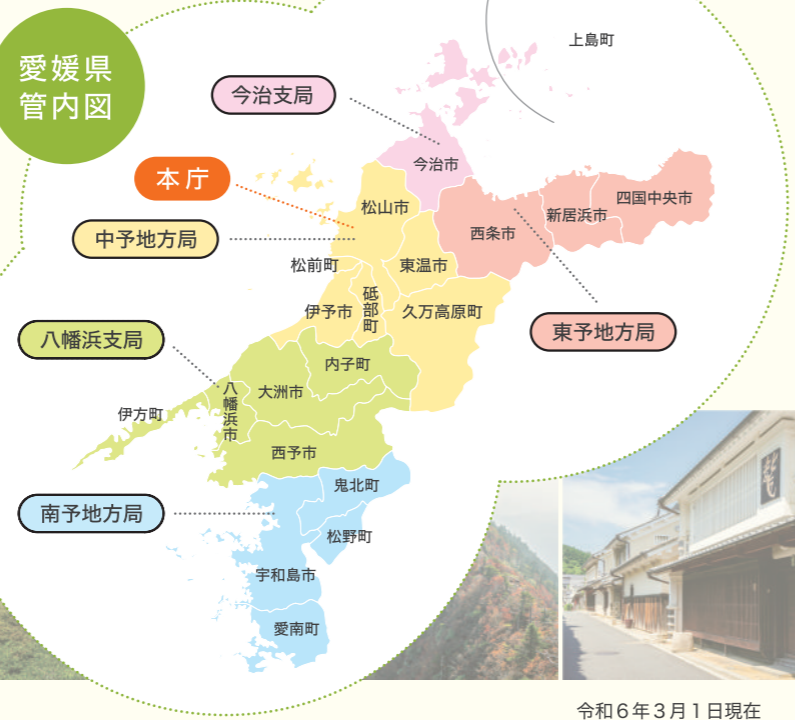 愛媛県
管内図
上島町
今治支局
今治市
本庁
松山市
四国中央市
新居浜市
西条市
中予地方局
松前町
東温市
砥部町
伊予市
久万高原町
東予地方局
八幡浜支局
内子町
大洲市
八幡浜市
伊方町
西予市
鬼北町
南予地方局
松野町
宇和島市
愛南町
令和6年3月1日現在